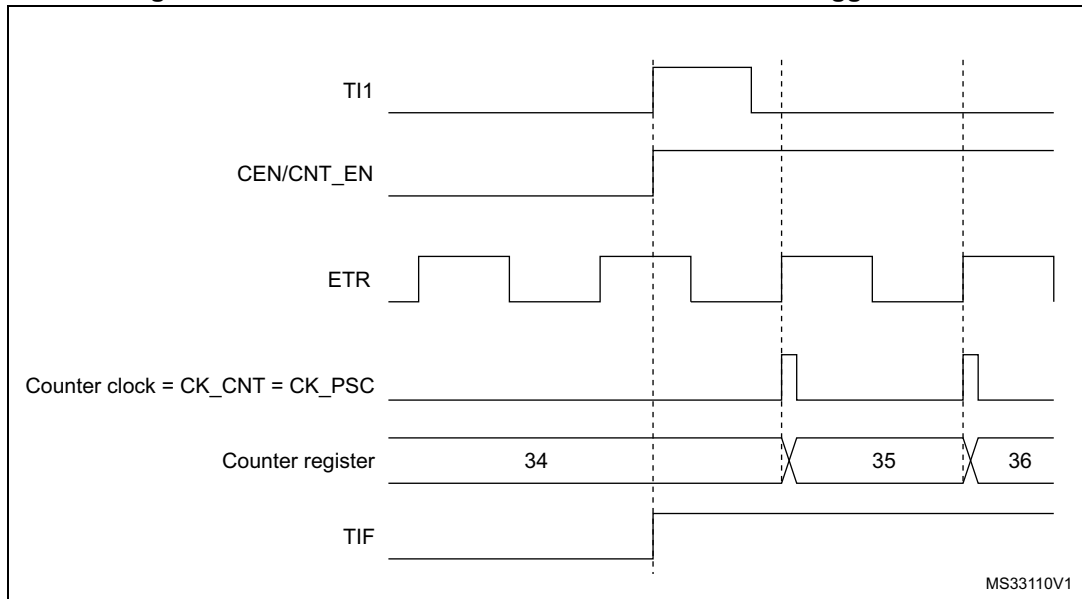 TI1
CEN/CNT_EN
ETR
Counter clock = CK_CNT = CK_PSC
Counter register
34
35
36
TIF
MS33110V1